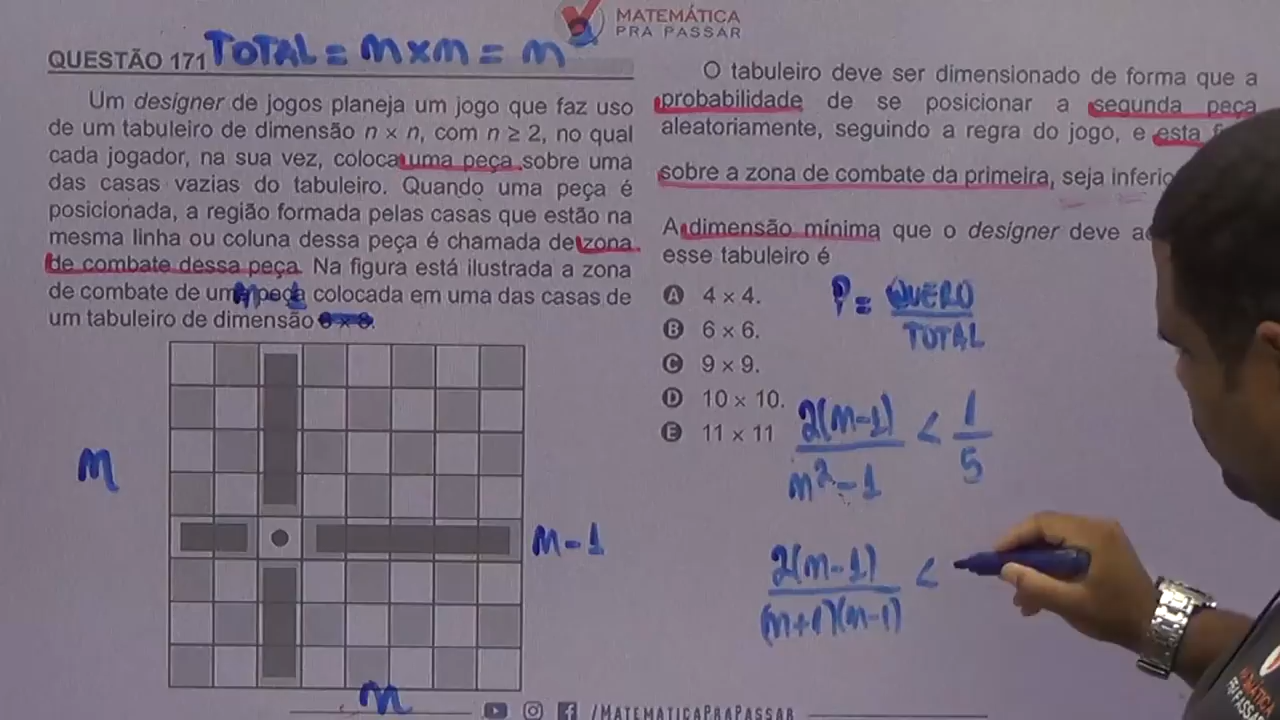 MATEMÁTICA
PRA PASSAR
QUESTÃO 171 TOTAL = n x n = n²
Um designer de jogos planeja um jogo que faz uso
de um tabuleiro de dimensão n × n, com n ≥ 2, no qual
cada jogador, na sua vez, coloca uma peça sobre uma
das casas vazias do tabuleiro. Quando uma peça é
posicionada, a região formada pelas casas que estão na
mesma linha ou coluna dessa peça é chamada de zona
de combate dessa peça. Na figura está ilustrada a zona
de combate de uma peça colocada em uma das casas de
um tabuleiro de dimensão 8 × 8.
n
n-1
n
O tabuleiro deve ser dimensionado de forma que a
probabilidade de se posicionar a segunda peça
aleatoriamente, seguindo a regra do jogo, e esta
sobre a zona de combate da primeira, seja
A dimensão mínima que o designer deve
esse tabuleiro é
A 4 × 4.
B 6 × 6.
C 9 × 9.
D 10 × 10.
E 11 × 11
P = QUERO
TOTAL
2(n-1) < 1
n²-1 5
2(n-1) <
(n+1)(n-1)
/MATEMATICAPRAPASSAR